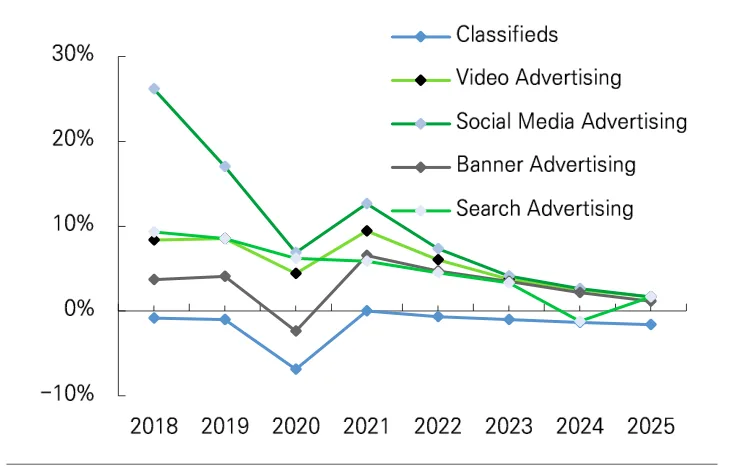 Classifieds
30%
Video Advertising
Social Media Advertising
20%
Banner Advertising
Search Advertising
10%
0%
−10%
2018 2019 2020 2021 2022 2023 2024 2025